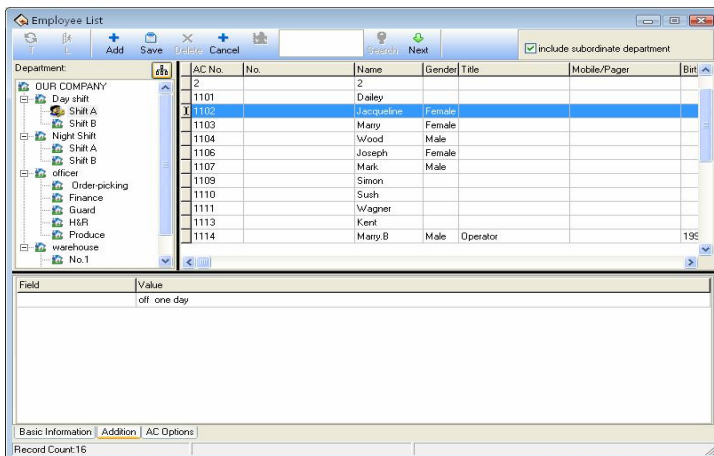 Employee List
T L Add Save Delete Cancel Search Next include subordinate department
Department:
OUR COMPANY
Day shift
Shift A
Shift B
Night Shift
Shift A
Shift B
officer
Order-picking
Finance
Guard
H&R
Produce
warehouse
No.1
AC No. No. Name Gender Title Mobile/Pager Birt
2 2
1101 Dailey
1102 Jacqueline Female
1103 Marry Female
1104 Wood Male
1106 Joseph Female
1107 Mark Male
1109 Simon
1110 Sush
1111 Wagner
1113 Kent
1114 Marry.B Male Operator 199
Field Value
off one day
Basic Information Addition AC Options
Record Count:16